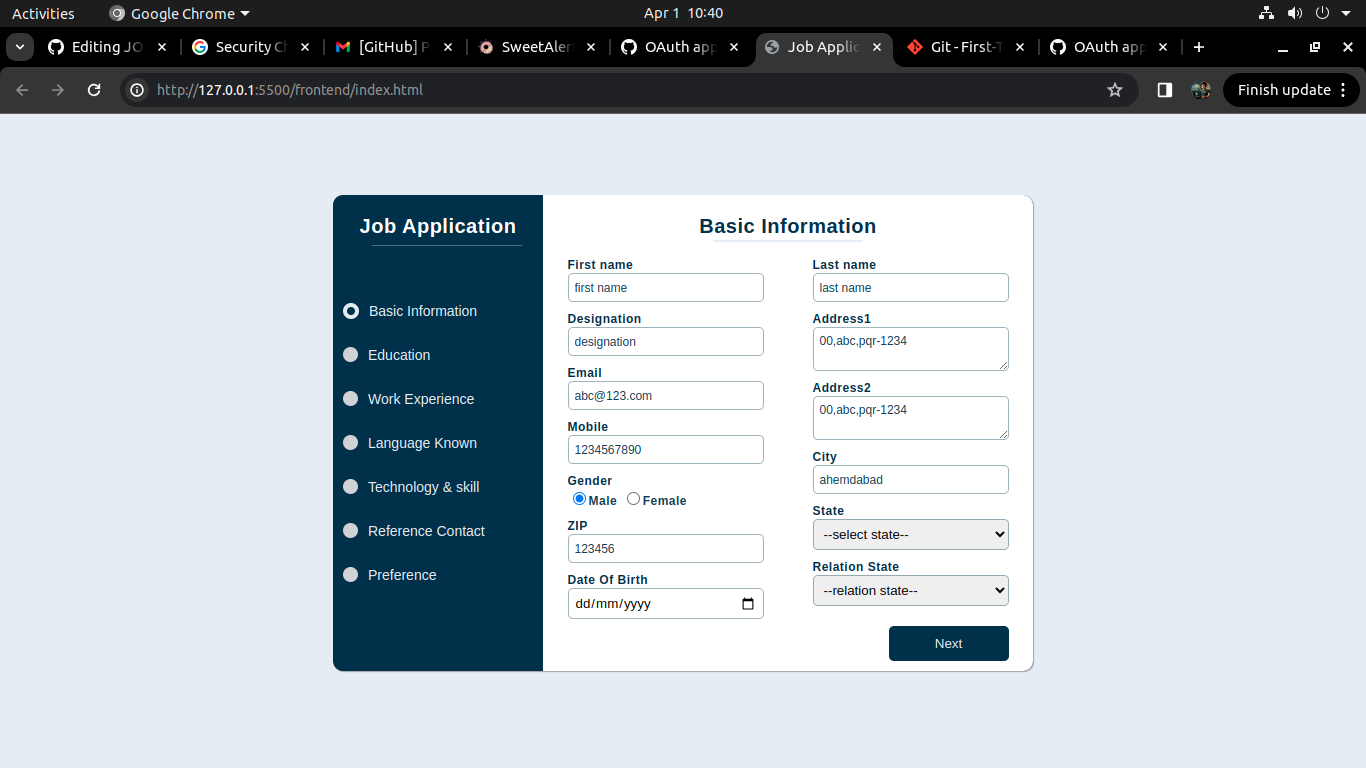 Activities Google Chrome Apr 1 10:40
Editing JO Security Ch [GitHub] P SweetAler OAuth app Job Applic Git - First-T OAuth app
http://127.0.0.1:5500/frontend/index.html Finish update
Job Application
Basic Information
Education
Work Experience
Language Known
Technology & skill
Reference Contact
Preference
Basic Information
First name
first name
Designation
designation
Email
abc@123.com
Mobile
1234567890
Gender
Male Female
ZIP
123456
Date Of Birth
dd/mm/yyyy
Last name
last name
Address1
00,abc,pqr-1234
Address2
00,abc,pqr-1234
City
ahemdabad
State
--select state--
Relation State
--relation state--
Next